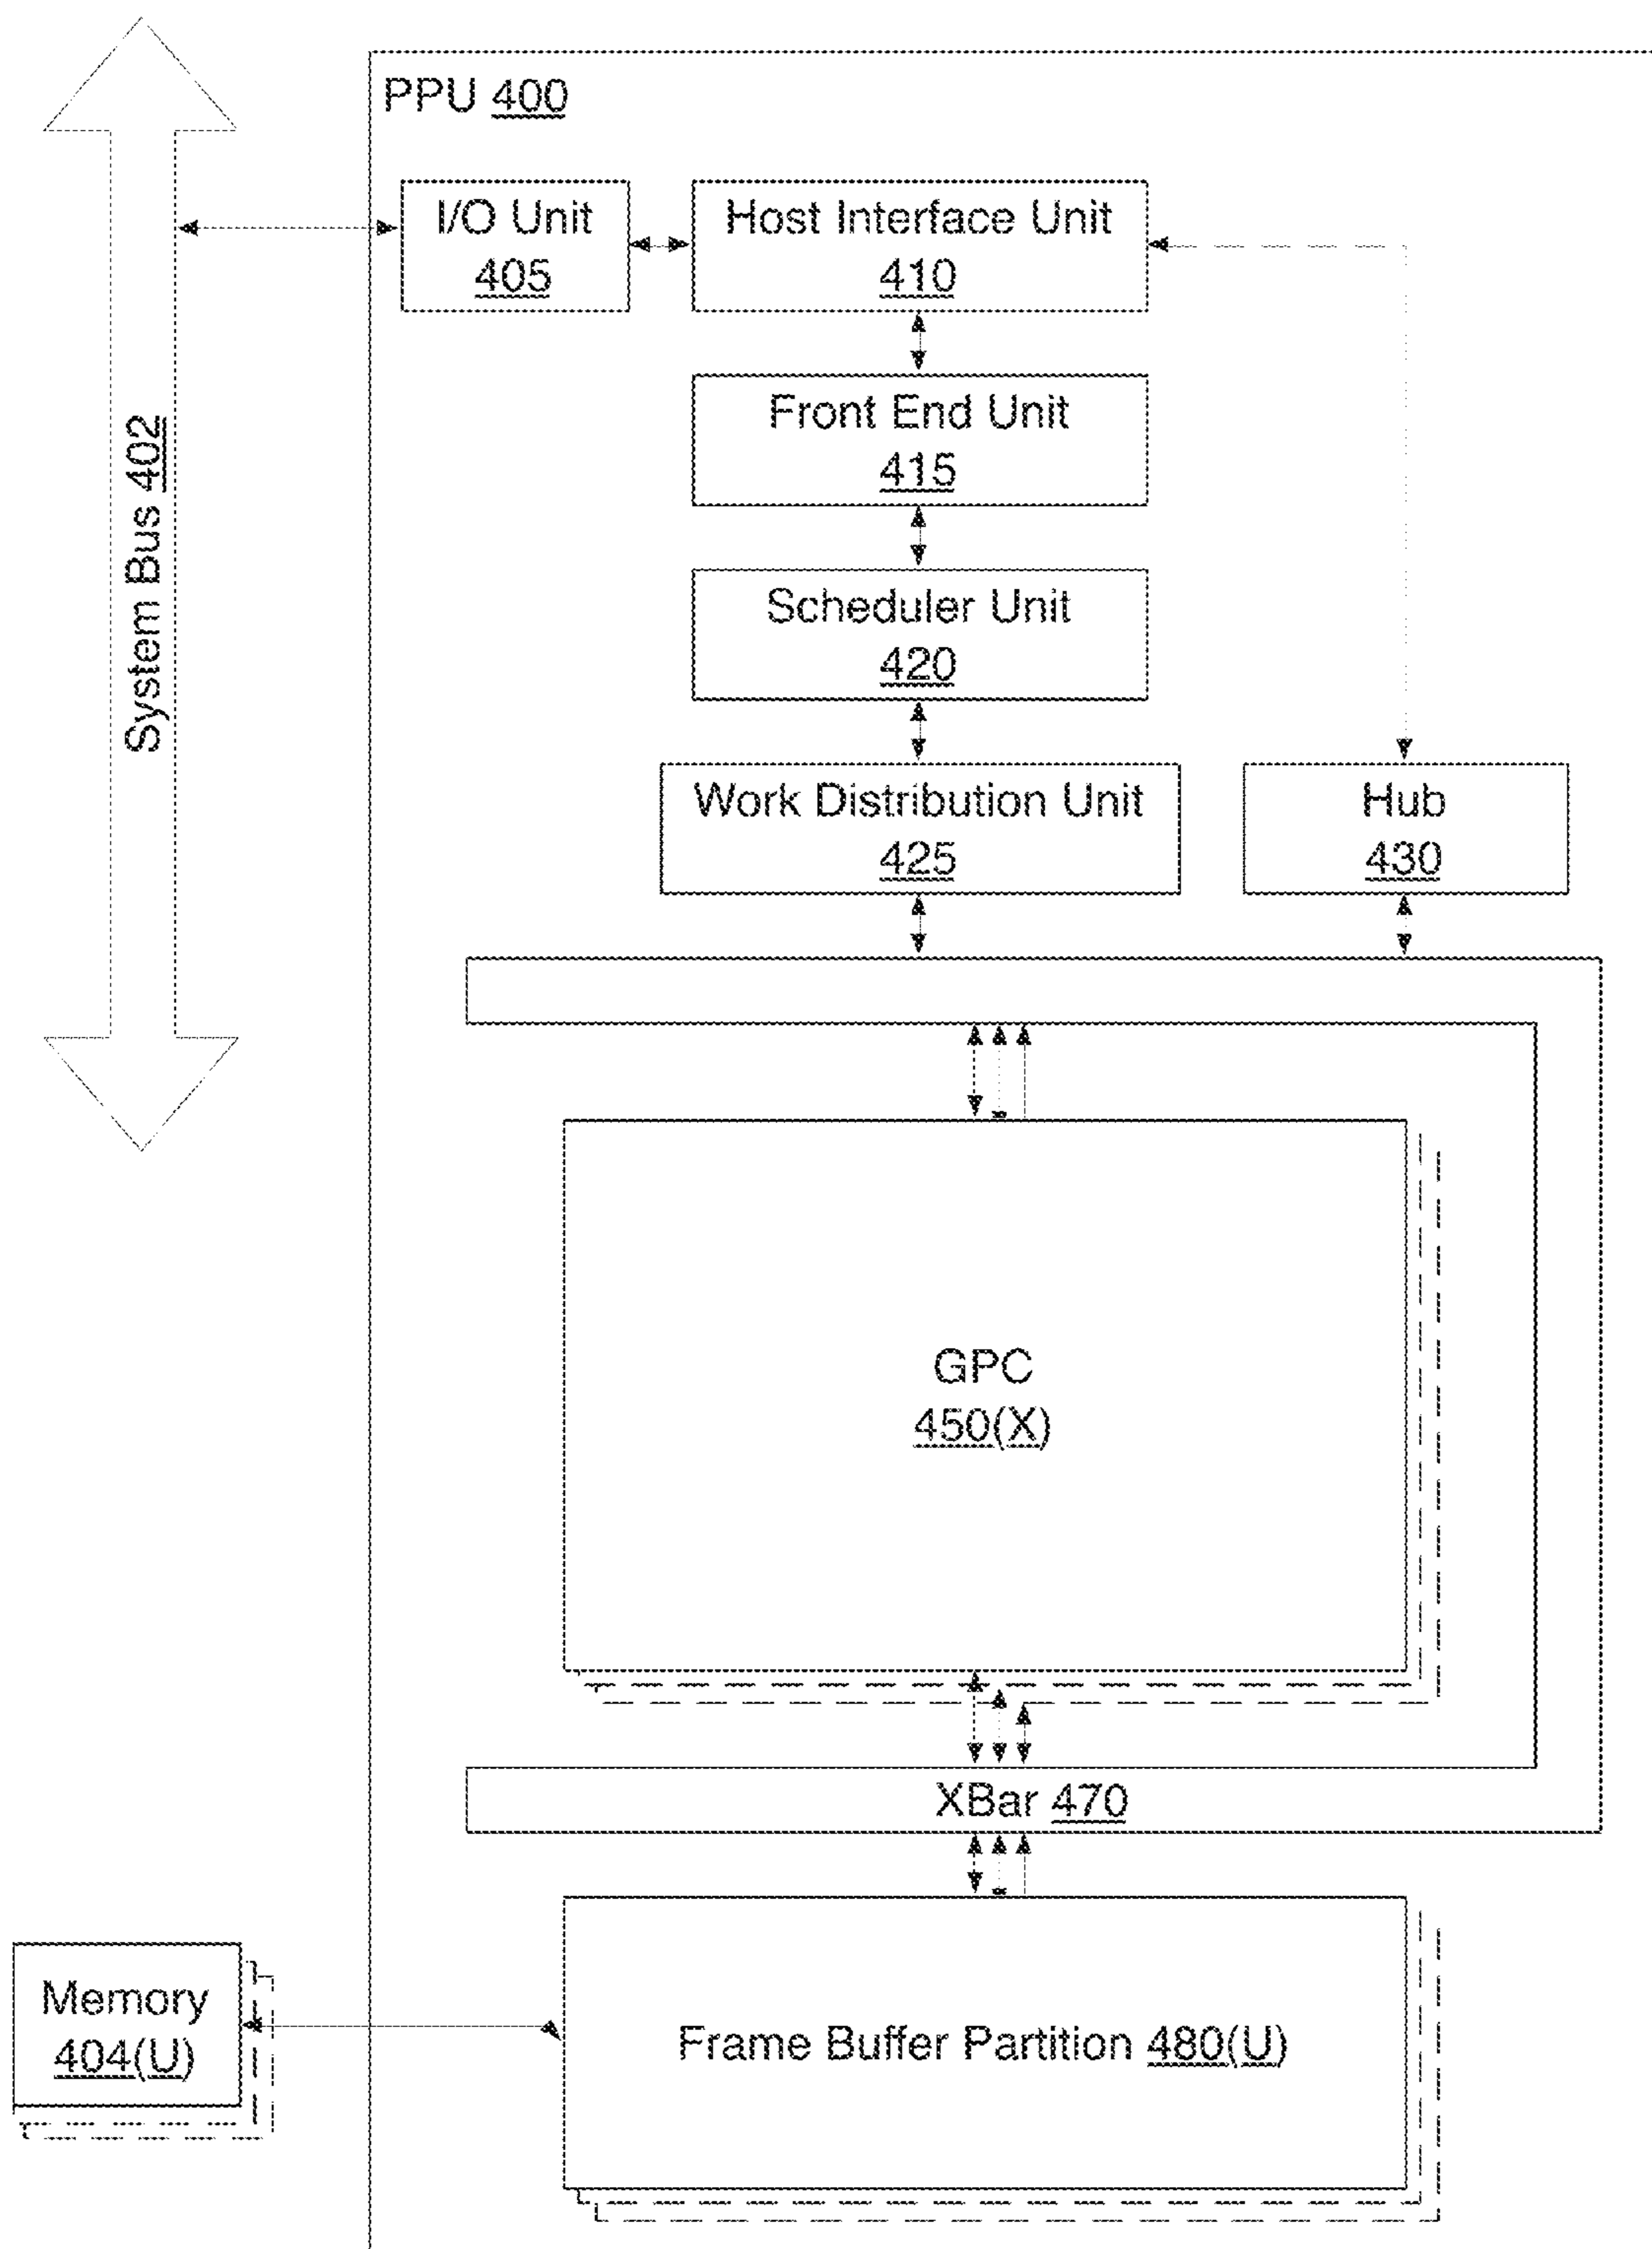 PPU 400
I/O Unit
405
Host Interface Unit
410
Front End Unit
415
System Bus 402
Scheduler Unit
420
Work Distribution Unit
425
Hub
430
GPC
450(X)
XBar 470
Memory
404(U)
Frame Buffer Partition 480(U)